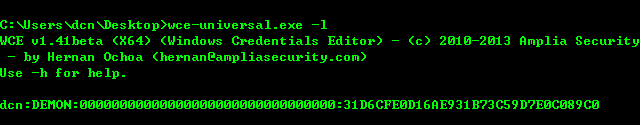 C:\Users\dcn\Desktop>wce-universal.exe -l
WCE v1.41beta (X64) (Windows Credentials Editor) - (c) 2010-2013 Amplia Security
 - by Hernan Ochoa (hernan@ampliasecurity.com)
Use -h for help.
dcn:DEMON:00000000000000000000000000000000:31D6CFE0D16AE931B73C59D7E0C089C0